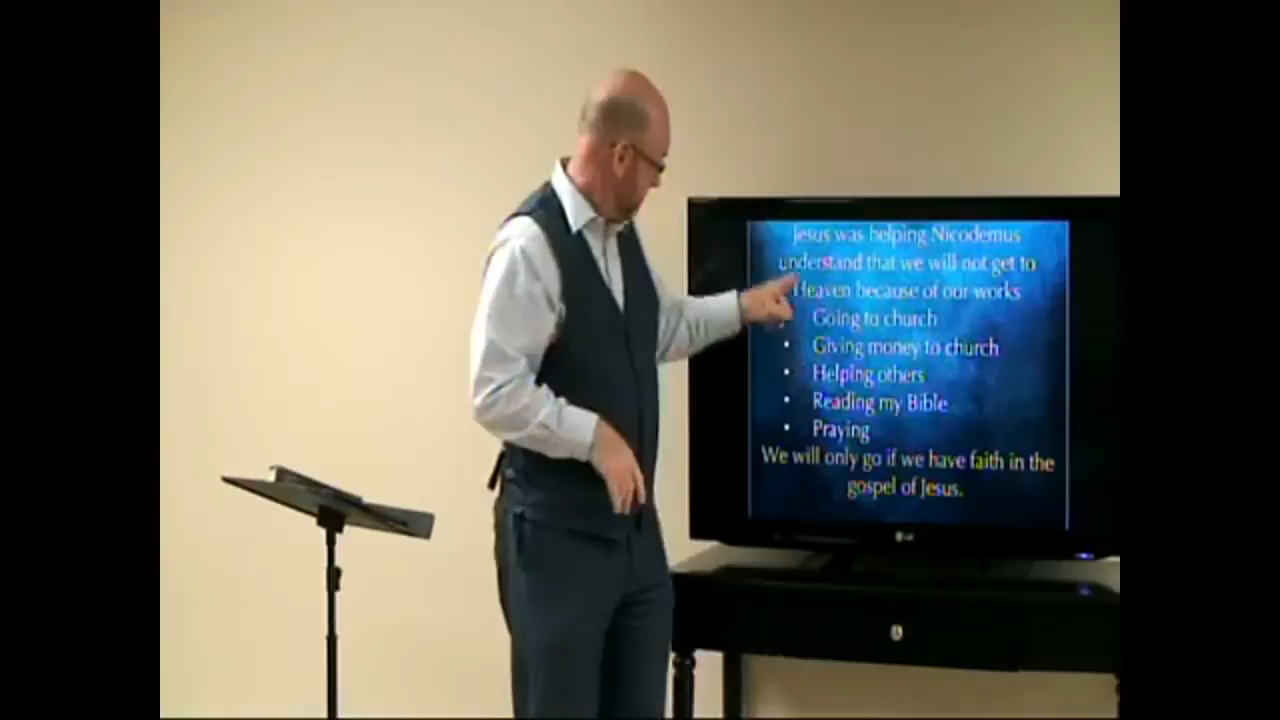 Jesus was helping Nicodemus
understand that we will not get to
Heaven because of our works
Going to church
• Giving money to church
• Helping others
• Reading my Bible
• Praying
We will only go if we have faith in the
gospel of Jesus.
LG